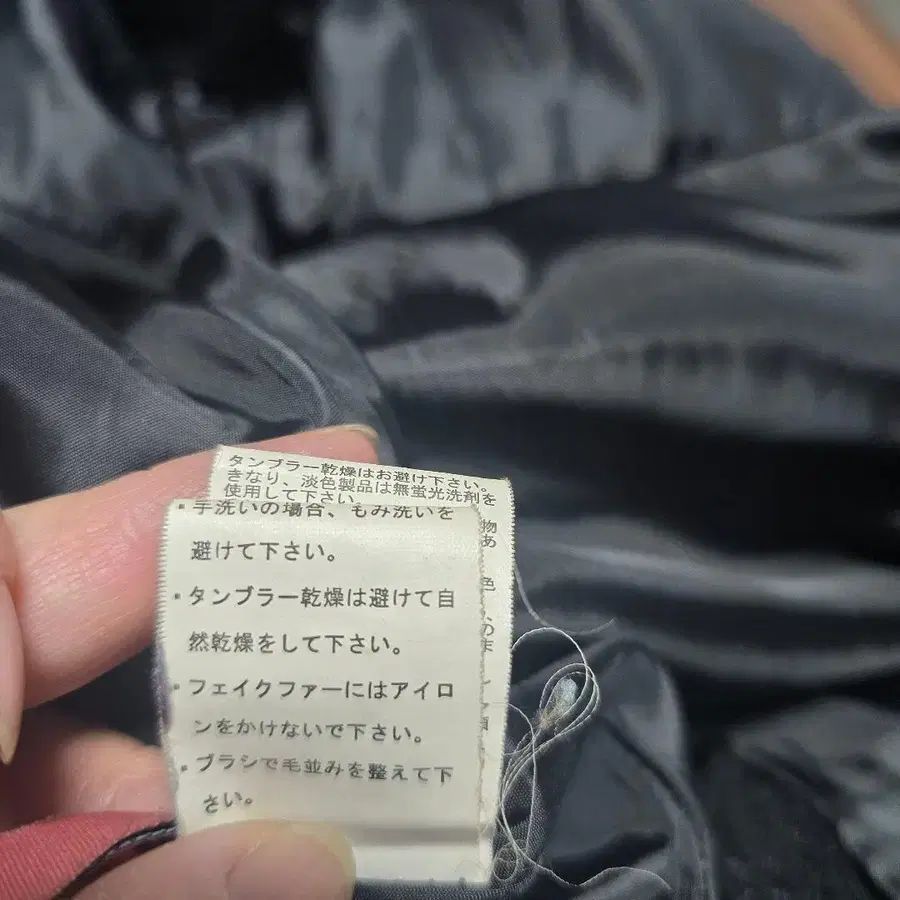 タンブラー乾燥はお避け下さい。
きなり、淡色製品は無蛍光洗剤を
使用して下さい。
・手洗いの場合、もみ洗いを
避けて下さい。
・タンブラー乾燥は避けて自
然乾燥をして下さい。
・フェイクファーにはアイロ
ンをかけないで下さい。
・ブラシで毛並みを整えて下
さい。
物
あ
色